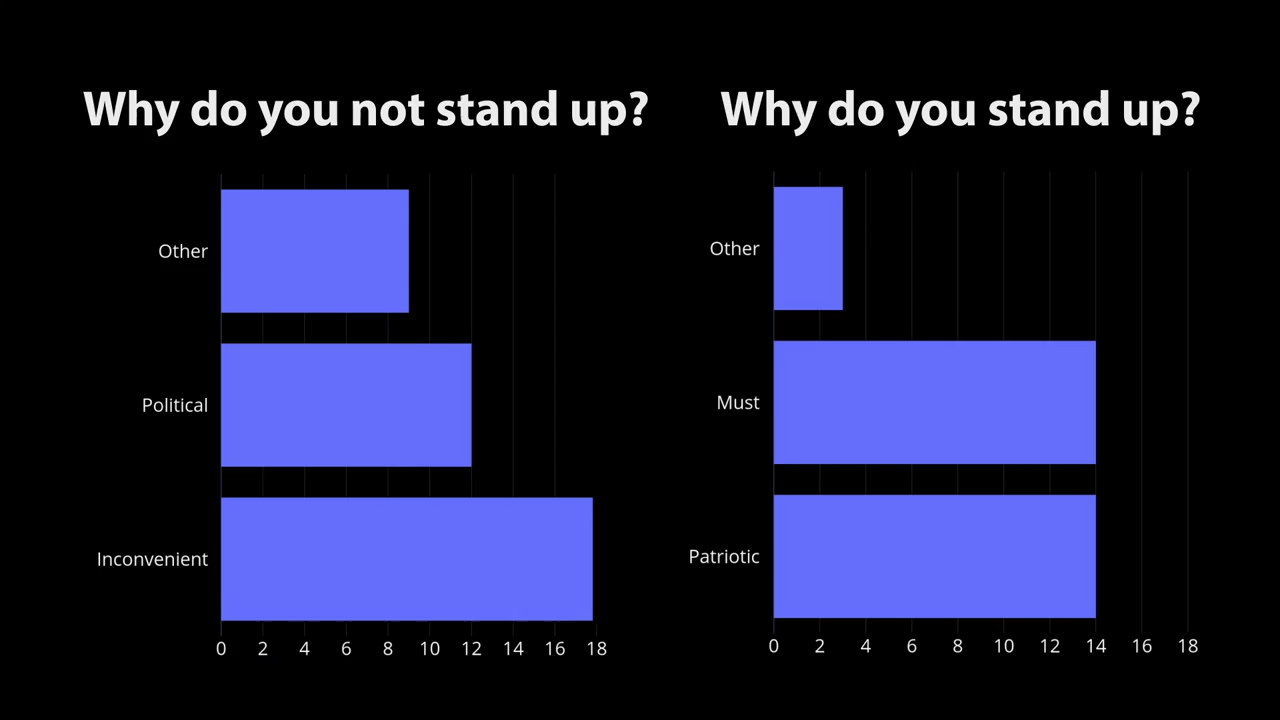 Why do you not stand up?
Other
Political
Inconvenient
0 2 4 6 8 10 12 14 16 18
Why do you stand up?
Other
Must
Patriotic
0 2 4 6 8 10 12 14 16 18